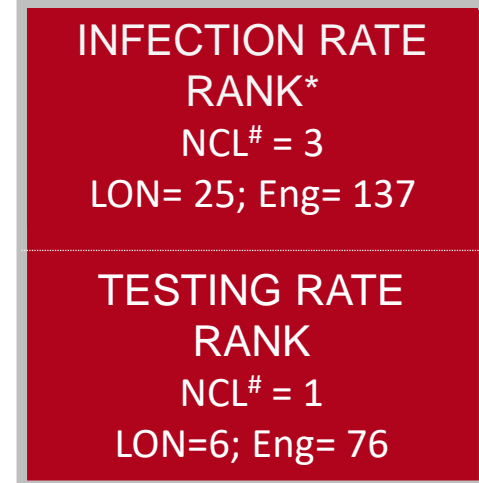 INFECTION RATE
RANK*
NCL# = 3
LON= 25; Eng= 137
TESTING RATE
RANK
NCL# = 1
LON=6; Eng= 76